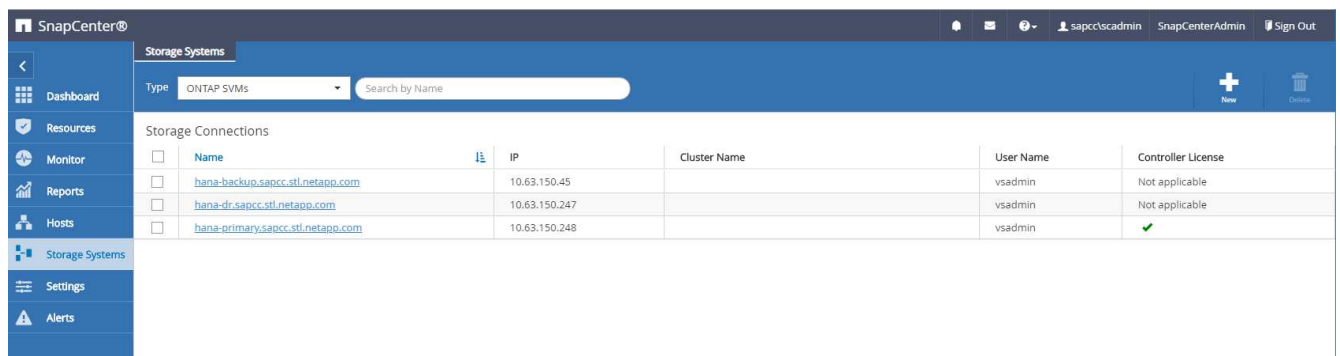 SnapCenter®
sapcc\scadmin SnapCenterAdmin Sign Out
Storage Systems
Type ONTAP SVMs Search by Name
New Delete
Dashboard
Resources
Monitor
Reports
Hosts
Storage Systems
Settings
Alerts
Storage Connections
Name IP Cluster Name User Name Controller License
hana-backup.sapcc.stl.netapp.com 10.63.150.45 vsadmin Not applicable
hana-dr.sapcc.stl.netapp.com 10.63.150.247 vsadmin Not applicable
hana-primary.sapcc.stl.netapp.com 10.63.150.248 vsadmin